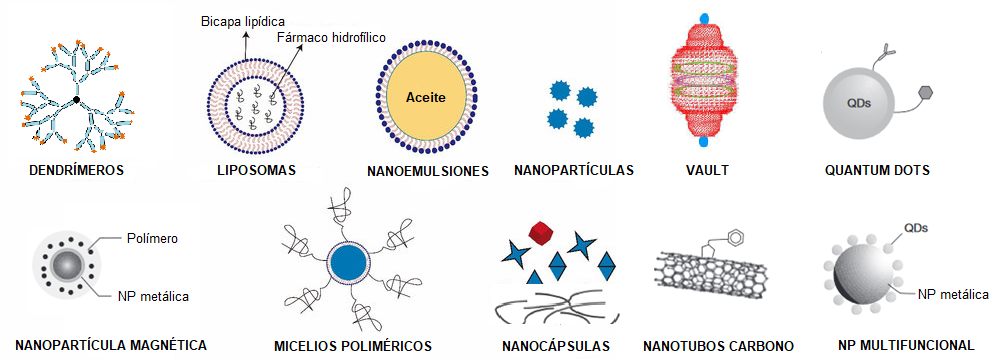 Bicapa lipídica
Fármaco hidrofílico
Aceite
QDs
DENDRÍMEROS
LIPOSOMAS
NANOEMULSIONES
NANOPARTÍCULAS
VAULT
QUANTUM DOTS
Polímero
NP metálica
QDs
NP metálica
NANOPARTÍCULA MAGNÉTICA
MICELIOS POLIMÉRICOS
NANOCÁPSULAS
NANOTUBOS CARBONO
NP MULTIFUNCIONAL